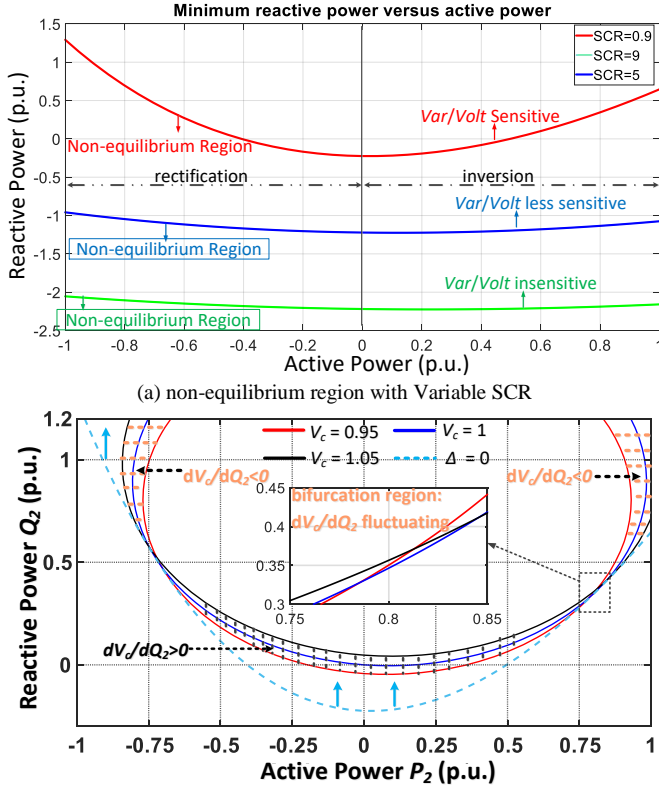 Minimum reactive power versus active power
1.5
1
0.5
0
-0.5
-1
-1.5
-2
-2.5
Reactive Power (p.u.)
SCR=0.9
SCR=9
SCR=5
Var/Volt Sensitive
Non-equilibrium Region
rectification
inversion
Var/Volt less sensitive
Non-equilibrium Region
Var/Volt insensitive
Non-equilibrium Region
-1 -0.8 -0.6 -0.4 -0.2 0 0.2 0.4 0.6 0.8 1
Active Power (p.u.)
(a) non-equilibrium region with Variable SCR
1.2
1
0.5
0
Reactive Power Q2 (p.u.)
Vc = 0.95 Vc = 1
Vc = 1.05 Δ = 0
dVc/dQ2<0
dVc/dQ2<0
0.45
0.4
0.3
bifurcation region:
dVc/dQ2 fluctuating
0.75 0.8 0.85
dVc/dQ2>0
-1 -0.75 -0.5 -0.25 0 0.25 0.5 0.75 1
Active Power P2 (p.u.)